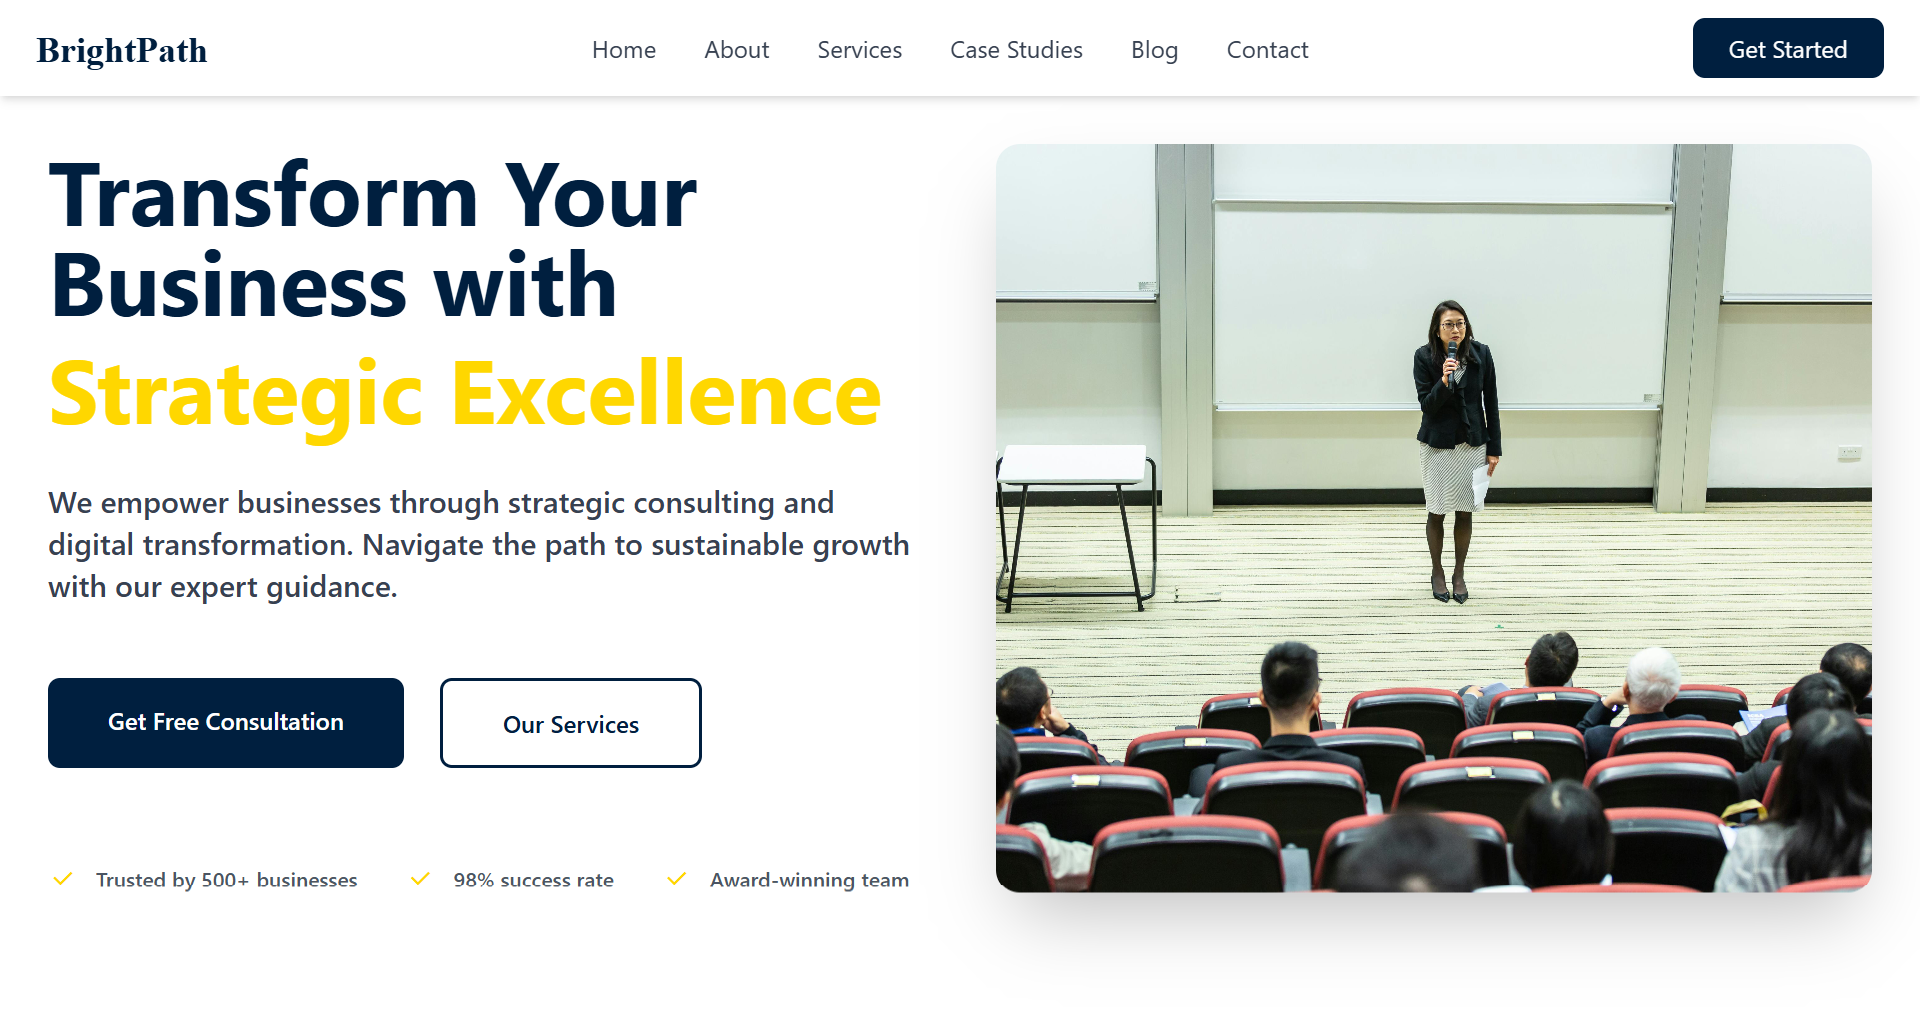 BrightPath
Home About Services Case Studies Blog Contact
Get Started
Transform Your
Business with
Strategic Excellence
We empower businesses through strategic consulting and
digital transformation. Navigate the path to sustainable growth
with our expert guidance.
Get Free Consultation
Our Services
Trusted by 500+ businesses
98% success rate
Award-winning team